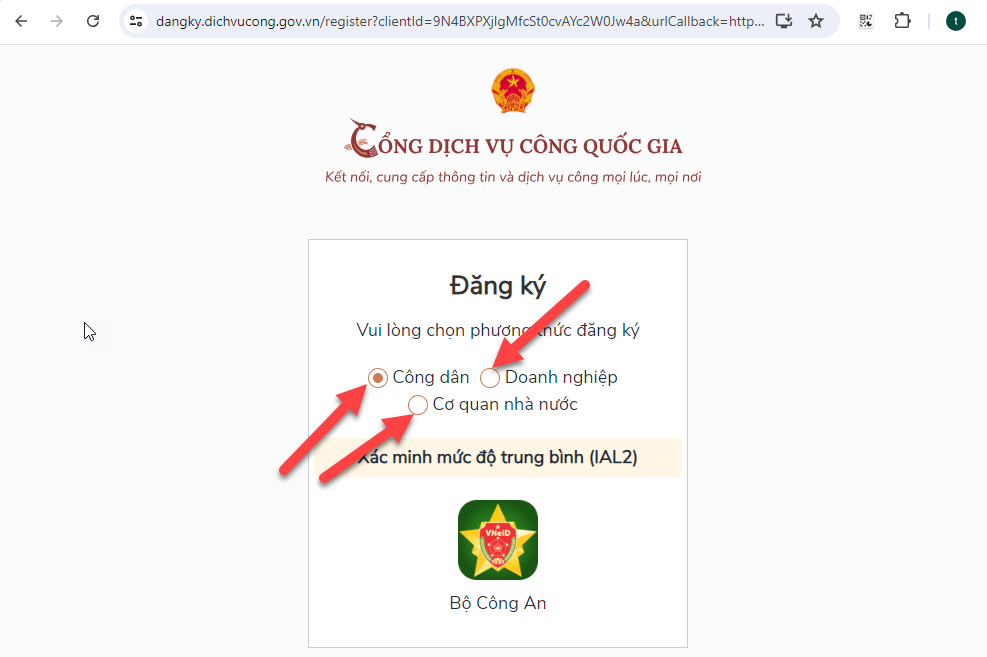 dangky.dichvucong.gov.vn/register?clientId=9N4BXPXjIgMfcSt0cvAYc2W0Jw4a&urlCallback=http...
t
CỔNG DỊCH VỤ CÔNG QUỐC GIA
Kết nối, cung cấp thông tin và dịch vụ công mọi lúc, mọi nơi
Đăng ký
Vui lòng chọn phương thức đăng ký
Công dân Doanh nghiệp
Cơ quan nhà nước
Xác minh mức độ trung bình (IAL2)
VNeID
Bộ Công An